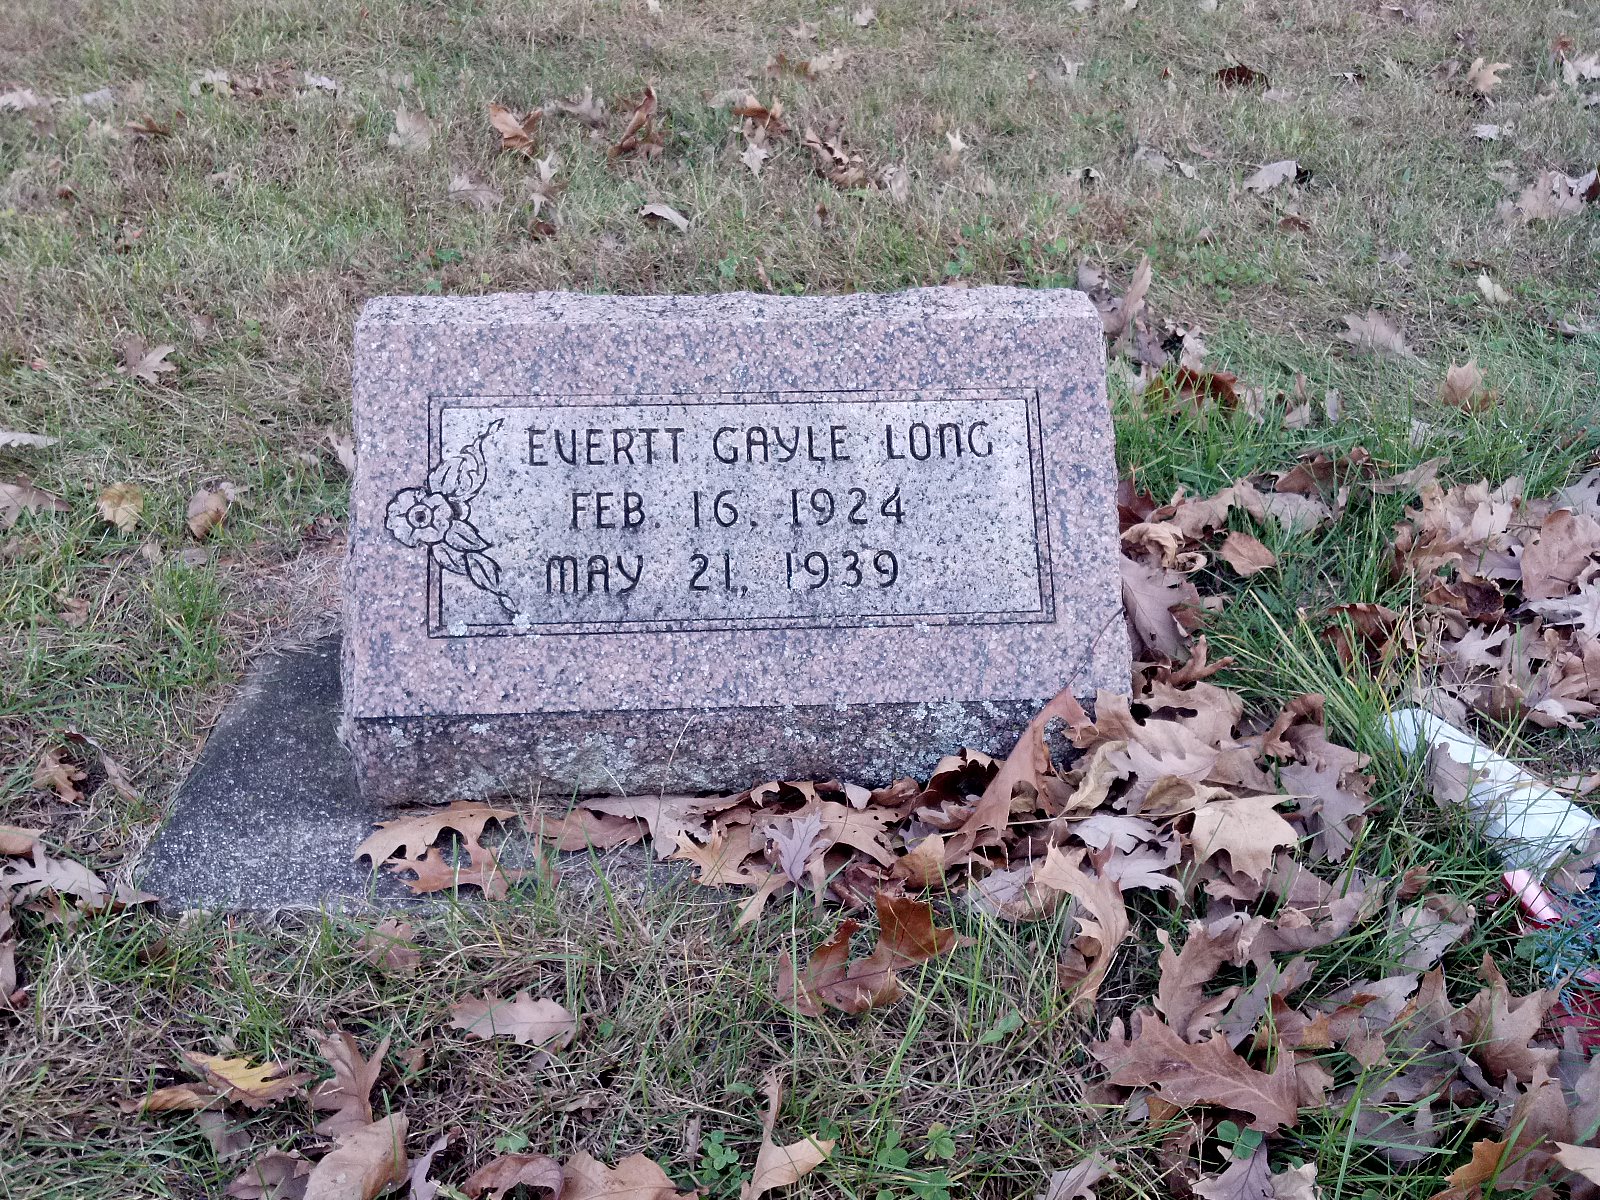 EVERTT GAYLE LONG
FEB. 16, 1924
MAY 21, 1939